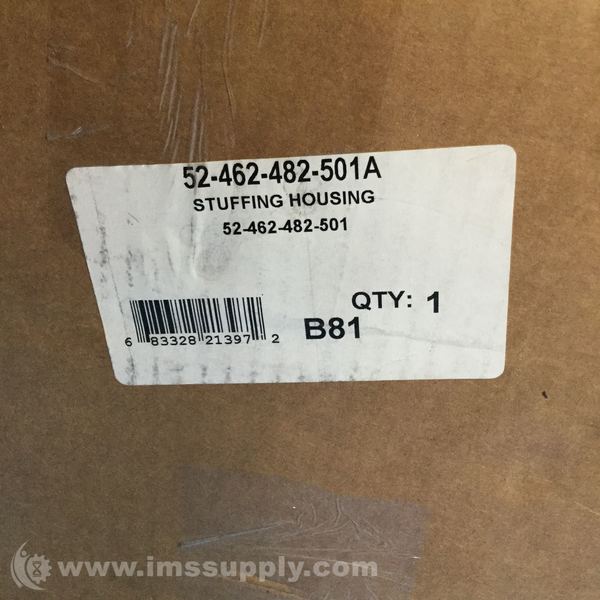 52-462-482-501A
STUFFING HOUSING
52-462-482-501
QTY: 1
6 83328 21397 2
B81
www.imssupply.com